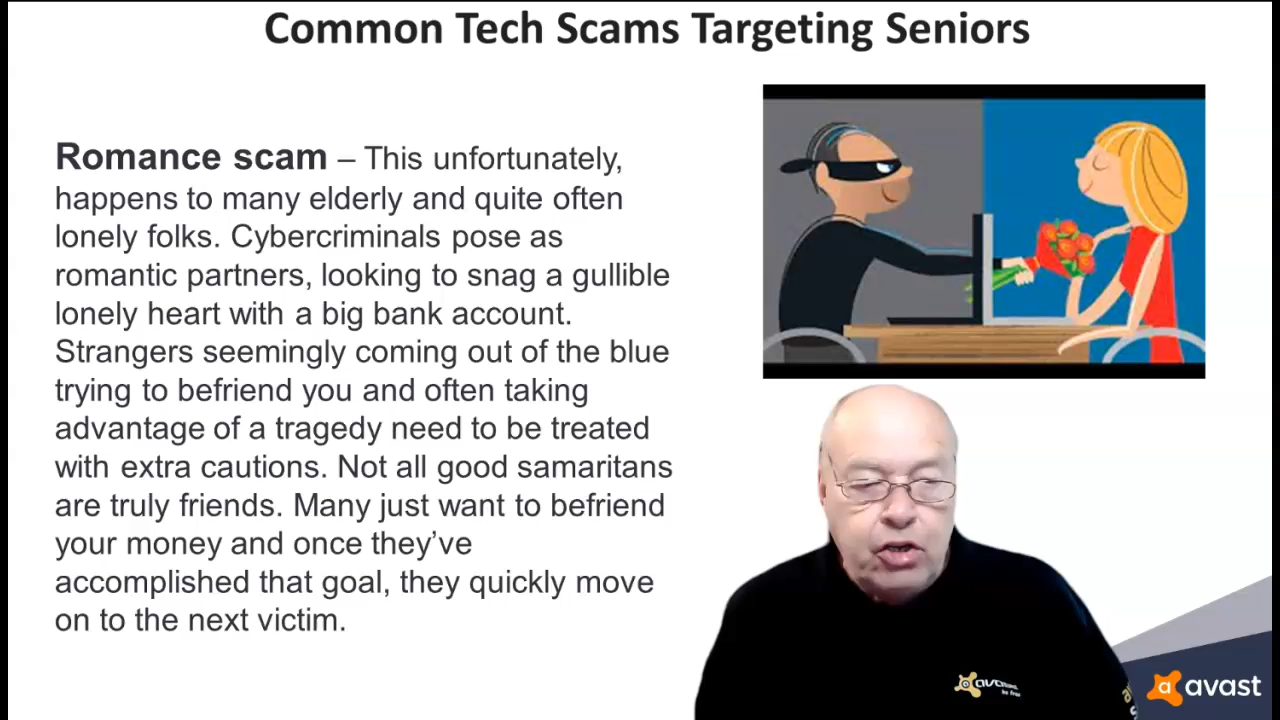 Common Tech Scams Targeting Seniors
Romance scam – This unfortunately,
happens to many elderly and quite often
lonely folks. Cybercriminals pose as
romantic partners, looking to snag a gullible
lonely heart with a big bank account.
Strangers seemingly coming out of the blue
trying to befriend you and often taking
advantage of a tragedy need to be treated
with extra cautions. Not all good samaritans
are truly friends. Many just want to befriend
your money and once they’ve
accomplished that goal, they quickly move
on to the next victim.
avast